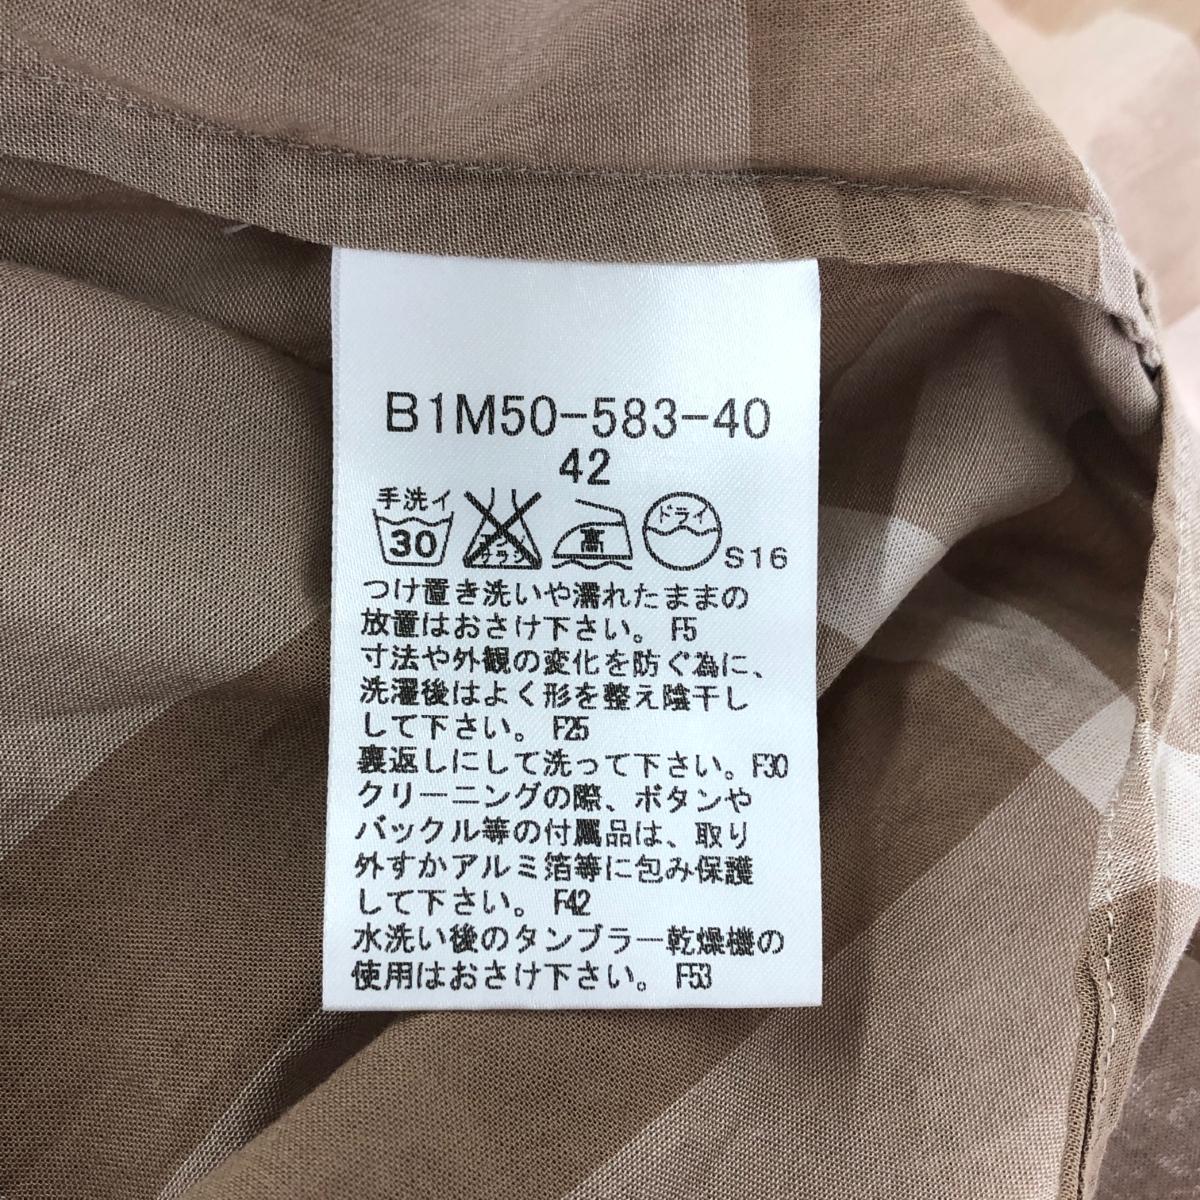 B1M50-583-40
42
手洗イ
30
エンソ
サラシ
高
ドライ
S16
つけ置き洗いや濡れたままの
放置はおさけ下さい。 F5
寸法や外観の変化を防ぐ為に、
洗濯後はよく形を整え陰干し
して下さい。 F25
裏返しにして洗って下さい。F30
クリーニングの際、ボタンや
バックル等の付属品は、取り
外すかアルミ箔等に包み保護
して下さい。 F42
水洗い後のタンブラー乾燥機の
使用はおさけ下さい。 F53